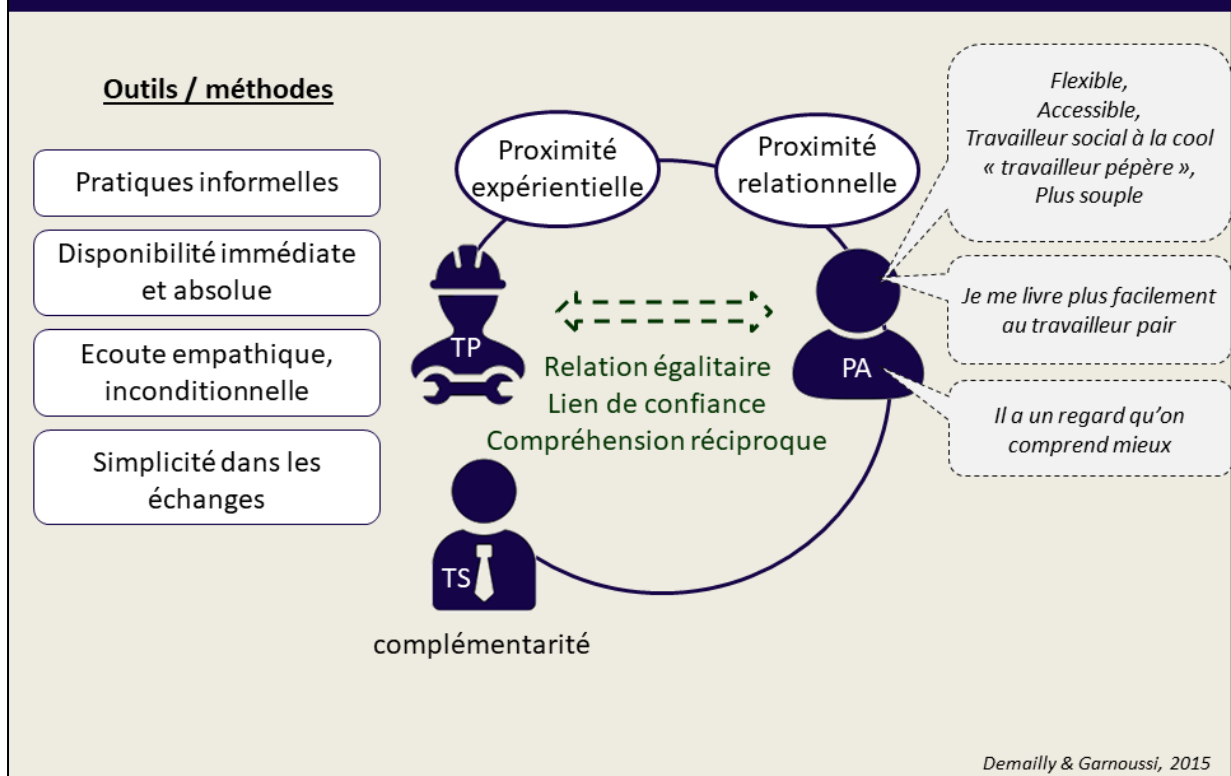 Outils / méthodes
Pratiques informelles
Disponibilité immédiate
et absolue
Ecoute empathique,
inconditionnelle
Simplicité dans les
échanges
Proximité
expérientielle
Proximité
relationnelle
TP
PA
Relation égalitaire
Lien de confiance
Compréhension réciproque
TS
complémentarité
Flexible,
Accessible,
Travailleur social à la cool
« travailleur pépère »,
Plus souple
Je me livre plus facilement
au travailleur pair
Il a un regard qu’on
comprend mieux
Demailly & Garnoussi, 2015